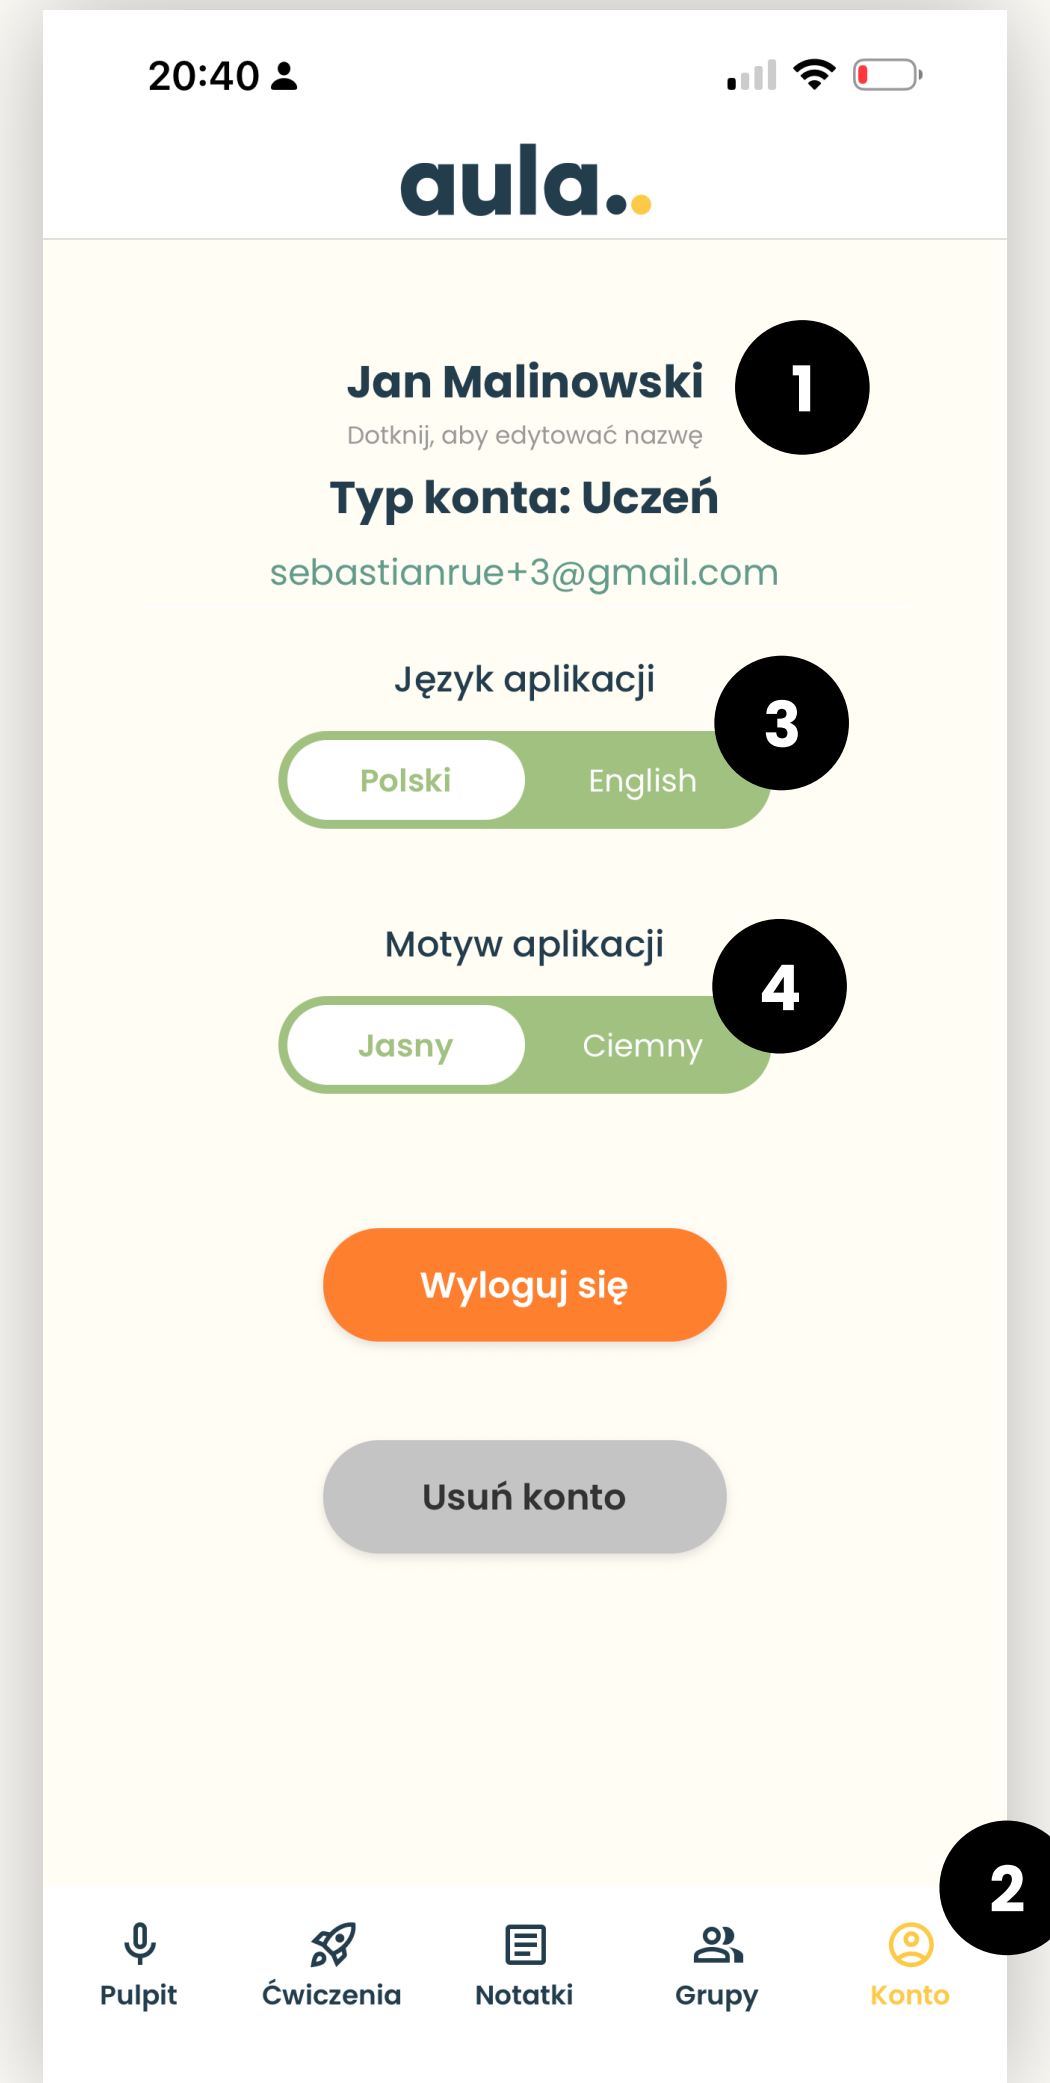 20:40
aula..
Jan Malinowski
1
Dotknij, aby edytować nazwę
Typ konta: Uczeń
sebastianrue+3@gmail.com
Język aplikacji
3
Polski English
Motyw aplikacji
4
Jasny Ciemny
Wyloguj się
Usuń konto
2
Pulpit Ćwiczenia Notatki Grupy Konto